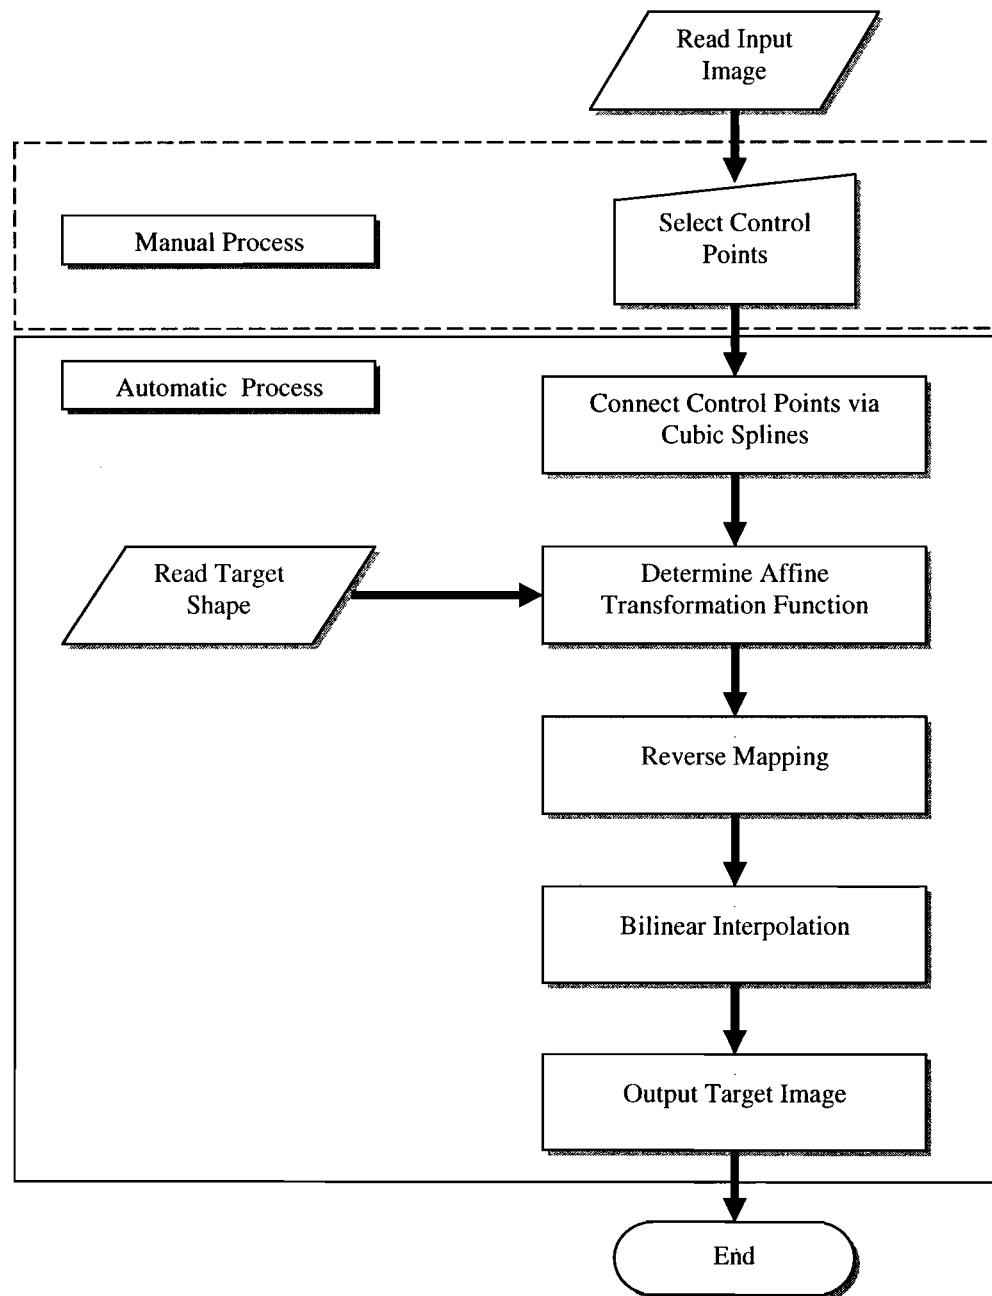 Read Input
Image
Manual Process
Select Control
Points
Automatic Process
Connect Control Points via
Cubic Splines
Read Target
Shape
Determine Affine
Transformation Function
Reverse Mapping
Bilinear Interpolation
Output Target Image
End